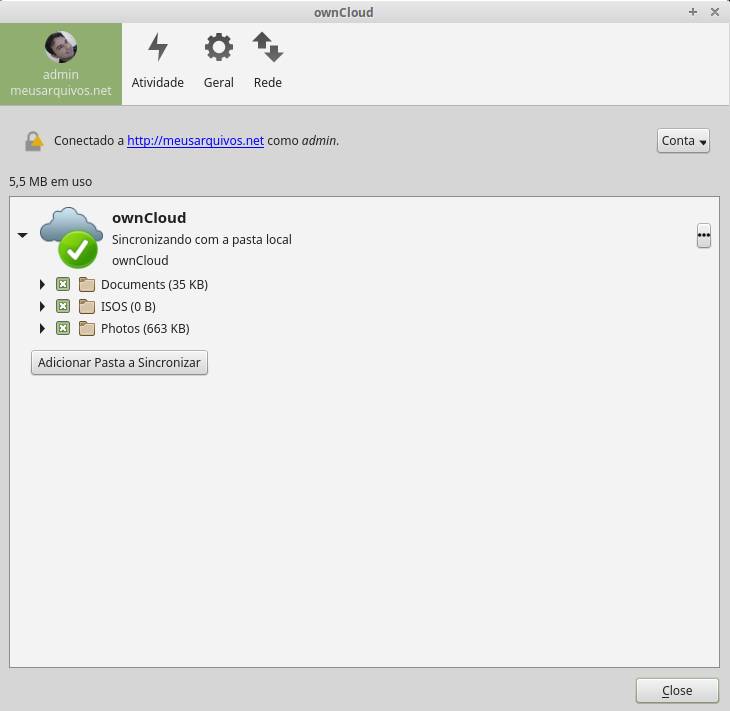 ownCloud
admin
meusarquivos.net
Atividade
Geral
Rede
Conectado a http://meusarquivos.net como admin.
Conta
5,5 MB em uso
ownCloud
Sincronizando com a pasta local
ownCloud
Documents (35 KB)
ISOS (0 B)
Photos (663 KB)
Adicionar Pasta a Sincronizar
Close